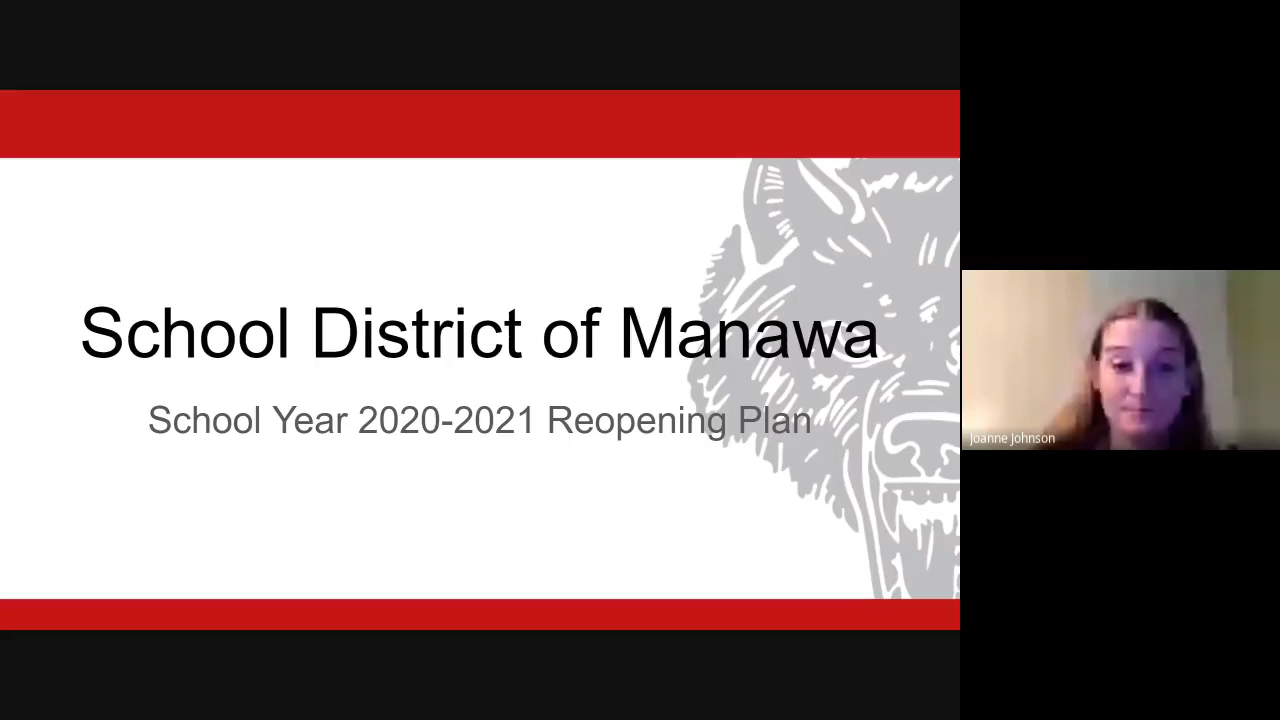 School District of Manawa
School Year 2020-2021 Reopening Plan
Joanne Johnson